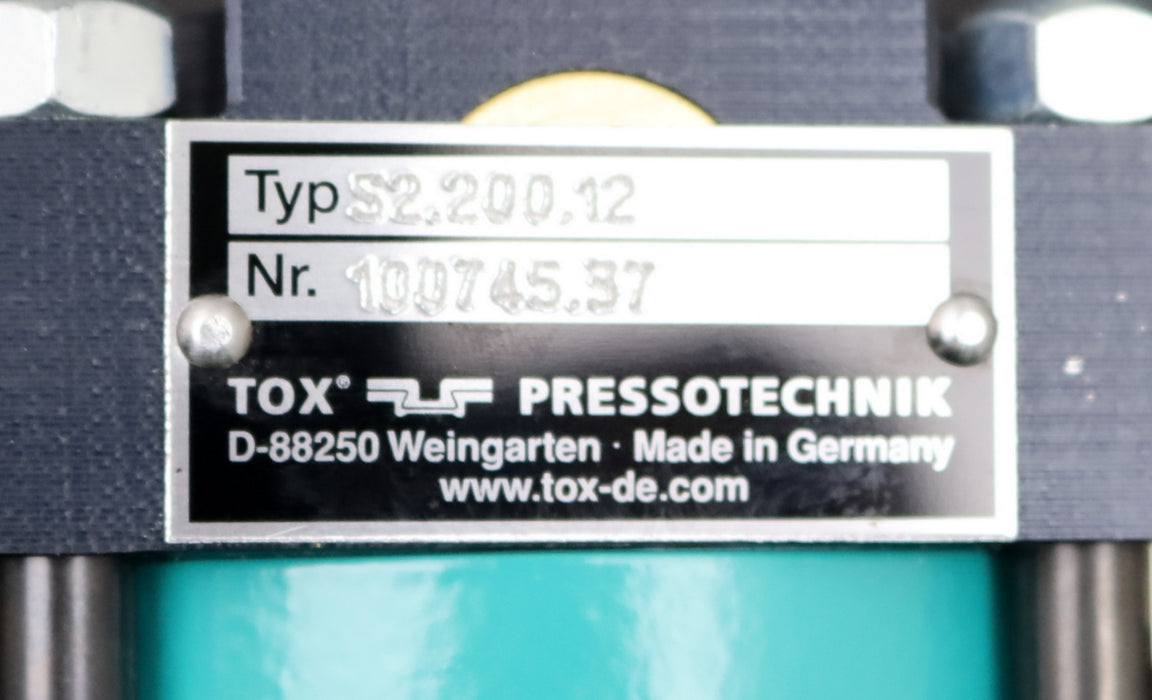 Typ S2.200.12
Nr. 100745.37
TOX® PRESSOTECHNIK
D-88250 Weingarten · Made in Germany
www.tox-de.com